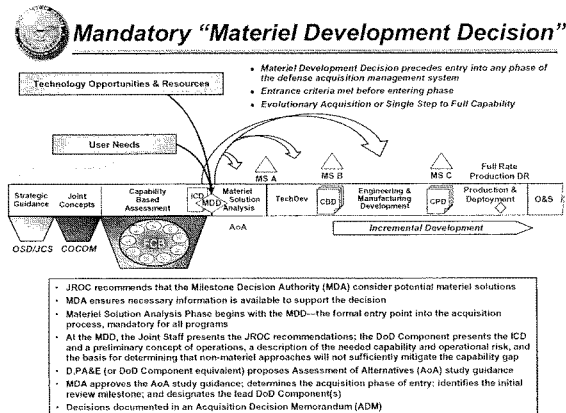 Mandatory “Materiel Development Decision”
• Materiel Development Decision precedes entry into any phase of
the defense acquisition management system
• Entrance criteria met before entering phase
• Evolutionary Acquisition or Single Step to Full Capability
Technology Opportunities & Resources
User Needs
MS A
MS B
MS C
Full Rate
Production DR
Strategic
Guidance
Joint
Concepts
Capability
Based
Assessment
ICD
MDD
Materiel
Solution
Analysis
TechDev
CDD
Engineering &
Manufacturing
Development
CPD
Production &
Deployment
O&S
OSD/JCS
COCOM
FCB
AoA
Incremental Development
• JROC recommends that the Milestone Decision Authority (MDA) consider potential materiel solutions
• MDA ensures necessary information is available to support the decision
• Materiel Solution Analysis Phase begins with the MDD—the formal entry point into the acquisition
process, mandatory for all programs
• At the MDD, the Joint Staff presents the JROC recommendations; the DoD Component presents the ICD
and a preliminary concept of operations, a description of the needed capability and operational risk, and
the basis for determining that non-materiel approaches will not sufficiently mitigate the capability gap
• D,PA&E (or DoD Component equivalent) proposes Assessment of Alternatives (AoA) study guidance
• MDA approves the AoA study guidance; determines the acquisition phase of entry; identifies the initial
review milestone; and designates the lead DoD Component(s)
• Decisions documented in an Acquisition Decision Memorandum (ADM)